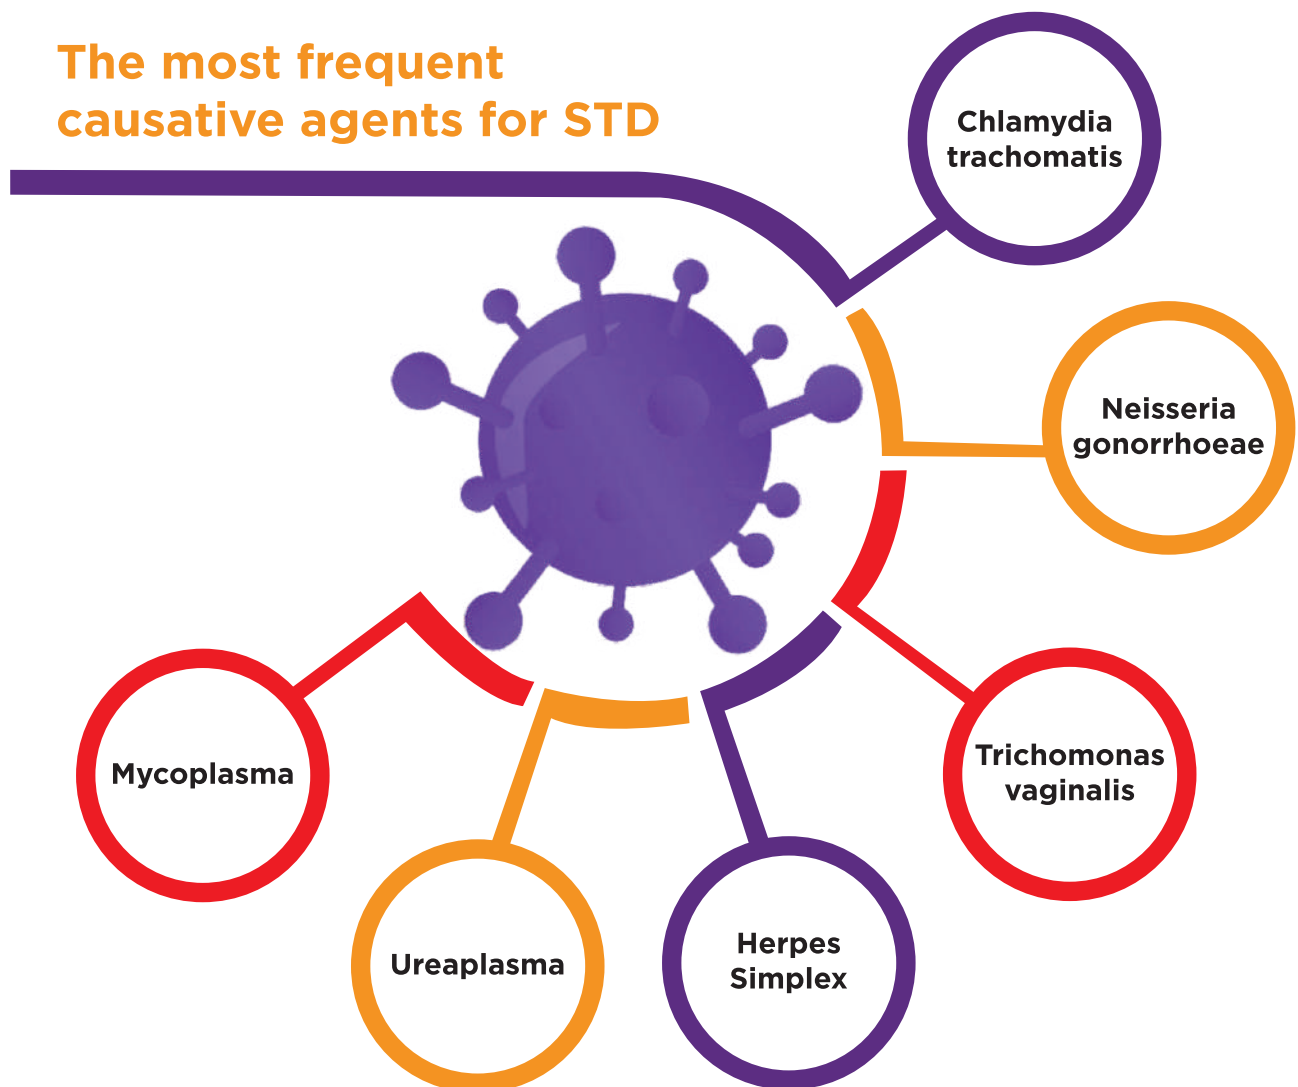 The most frequent
causative agents for STD
Chlamydia
trachomatis
Neisseria
gonorrhoeae
Trichomonas
vaginalis
Herpes
Simplex
Ureaplasma
Mycoplasma